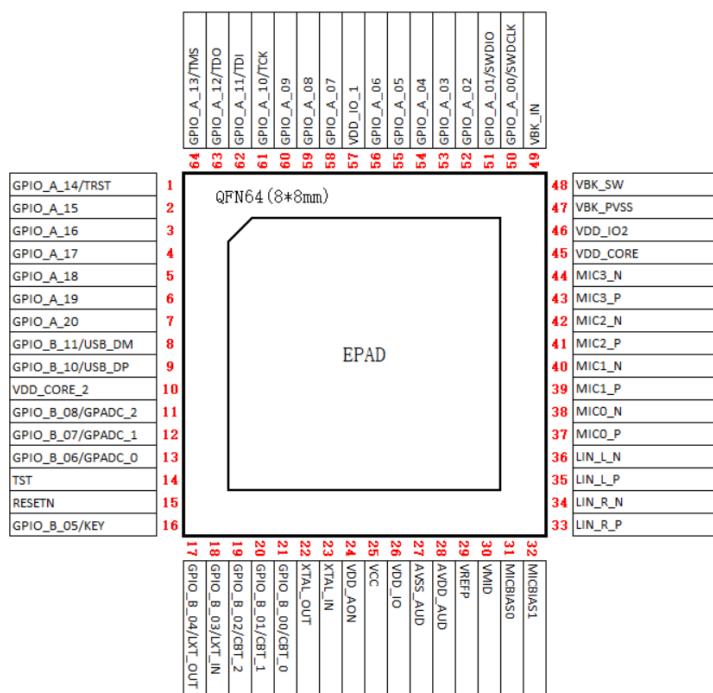 GPIO_A_13/TMS
GPIO_A_12/TDO
GPIO_A_11/TDI
GPIO_A_10/TCK
GPIO_A_09
GPIO_A_08
GPIO_A_07
VDD_IO_1
GPIO_A_06
GPIO_A_05
GPIO_A_04
GPIO_A_03
GPIO_A_02
GPIO_A_01/SWDIO
GPIO_A_00/SWDCLK
VBK_IN
64 63 62 61 60 59 58 57 56 55 54 53 52 51 50 49
QFN64(8*8mm)
EPAD
GPIO_A_14/TRST 1
GPIO_A_15 2
GPIO_A_16 3
GPIO_A_17 4
GPIO_A_18 5
GPIO_A_19 6
GPIO_A_20 7
GPIO_B_11/USB_DM 8
GPIO_B_10/USB_DP 9
VDD_CORE_2 10
GPIO_B_08/GPADC_2 11
GPIO_B_07/GPADC_1 12
GPIO_B_06/GPADC_0 13
TST 14
RESETN 15
GPIO_B_05/KEY 16
48 VBK_SW
47 VBK_PVSS
46 VDD_IO2
45 VDD_CORE
44 MIC3_N
43 MIC3_P
42 MIC2_N
41 MIC2_P
40 MIC1_N
39 MIC1_P
38 MIC0_N
37 MIC0_P
36 LIN_L_N
35 LIN_L_P
34 LIN_R_N
33 LIN_R_P
17 18 19 20 21 22 23 24 25 26 27 28 29 30 31 32
GPIO_B_04/LXT_OUT
GPIO_B_03/LXT_IN
GPIO_B_02/CBT_2
GPIO_B_01/CBT_1
GPIO_B_00/CBT_0
XTAL_OUT
XTAL_IN
VDD_AON
VCC
VDD_IO
AVSS_AUD
AVDD_AUD
VREFP
VMID
MICBIAS0
MICBIAS1